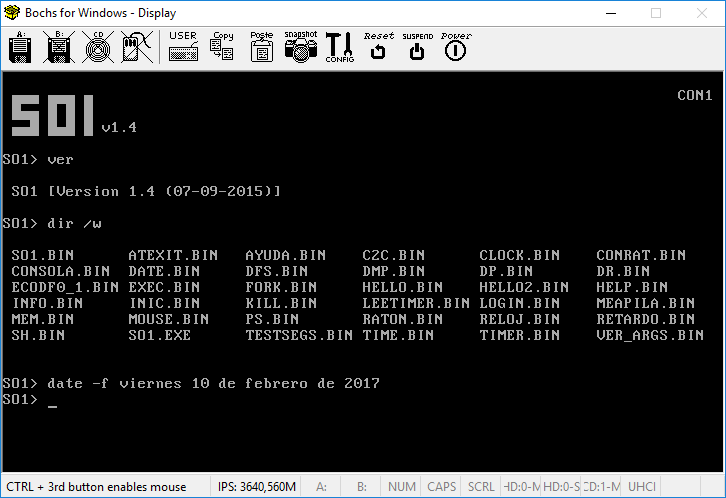 Bochs for Windows - Display
A: B: CD USER Copy Paste snapshot CONFIG Reset SUSPEND Power
CON1
SO1 v1.4
SO1> ver
SO1 [Version 1.4 (07-09-2015)]
SO1> dir /w
SO1.BIN ATEXIT.BIN AYUDA.BIN C2C.BIN CLOCK.BIN CONRAT.BIN
CONSOLA.BIN DATE.BIN DFS.BIN DMP.BIN DP.BIN DR.BIN
ECODF0_1.BIN EXEC.BIN FORK.BIN HELLO.BIN HELLO2.BIN HELP.BIN
INFO.BIN INIC.BIN KILL.BIN LEETIMER.BIN LOGIN.BIN MEAPILA.BIN
MEM.BIN MOUSE.BIN PS.BIN RATON.BIN RELOJ.BIN RETARDO.BIN
SH.BIN SO1.EXE TESTSEGS.BIN TIME.BIN TIMER.BIN VER_ARGS.BIN
SO1> date -f viernes 10 de febrero de 2017
SO1> _
CTRL + 3rd button enables mouse IPS: 3640,560M A: B: NUM CAPS SCRL HD:0-M HD:0-S CD:1-M UHCI